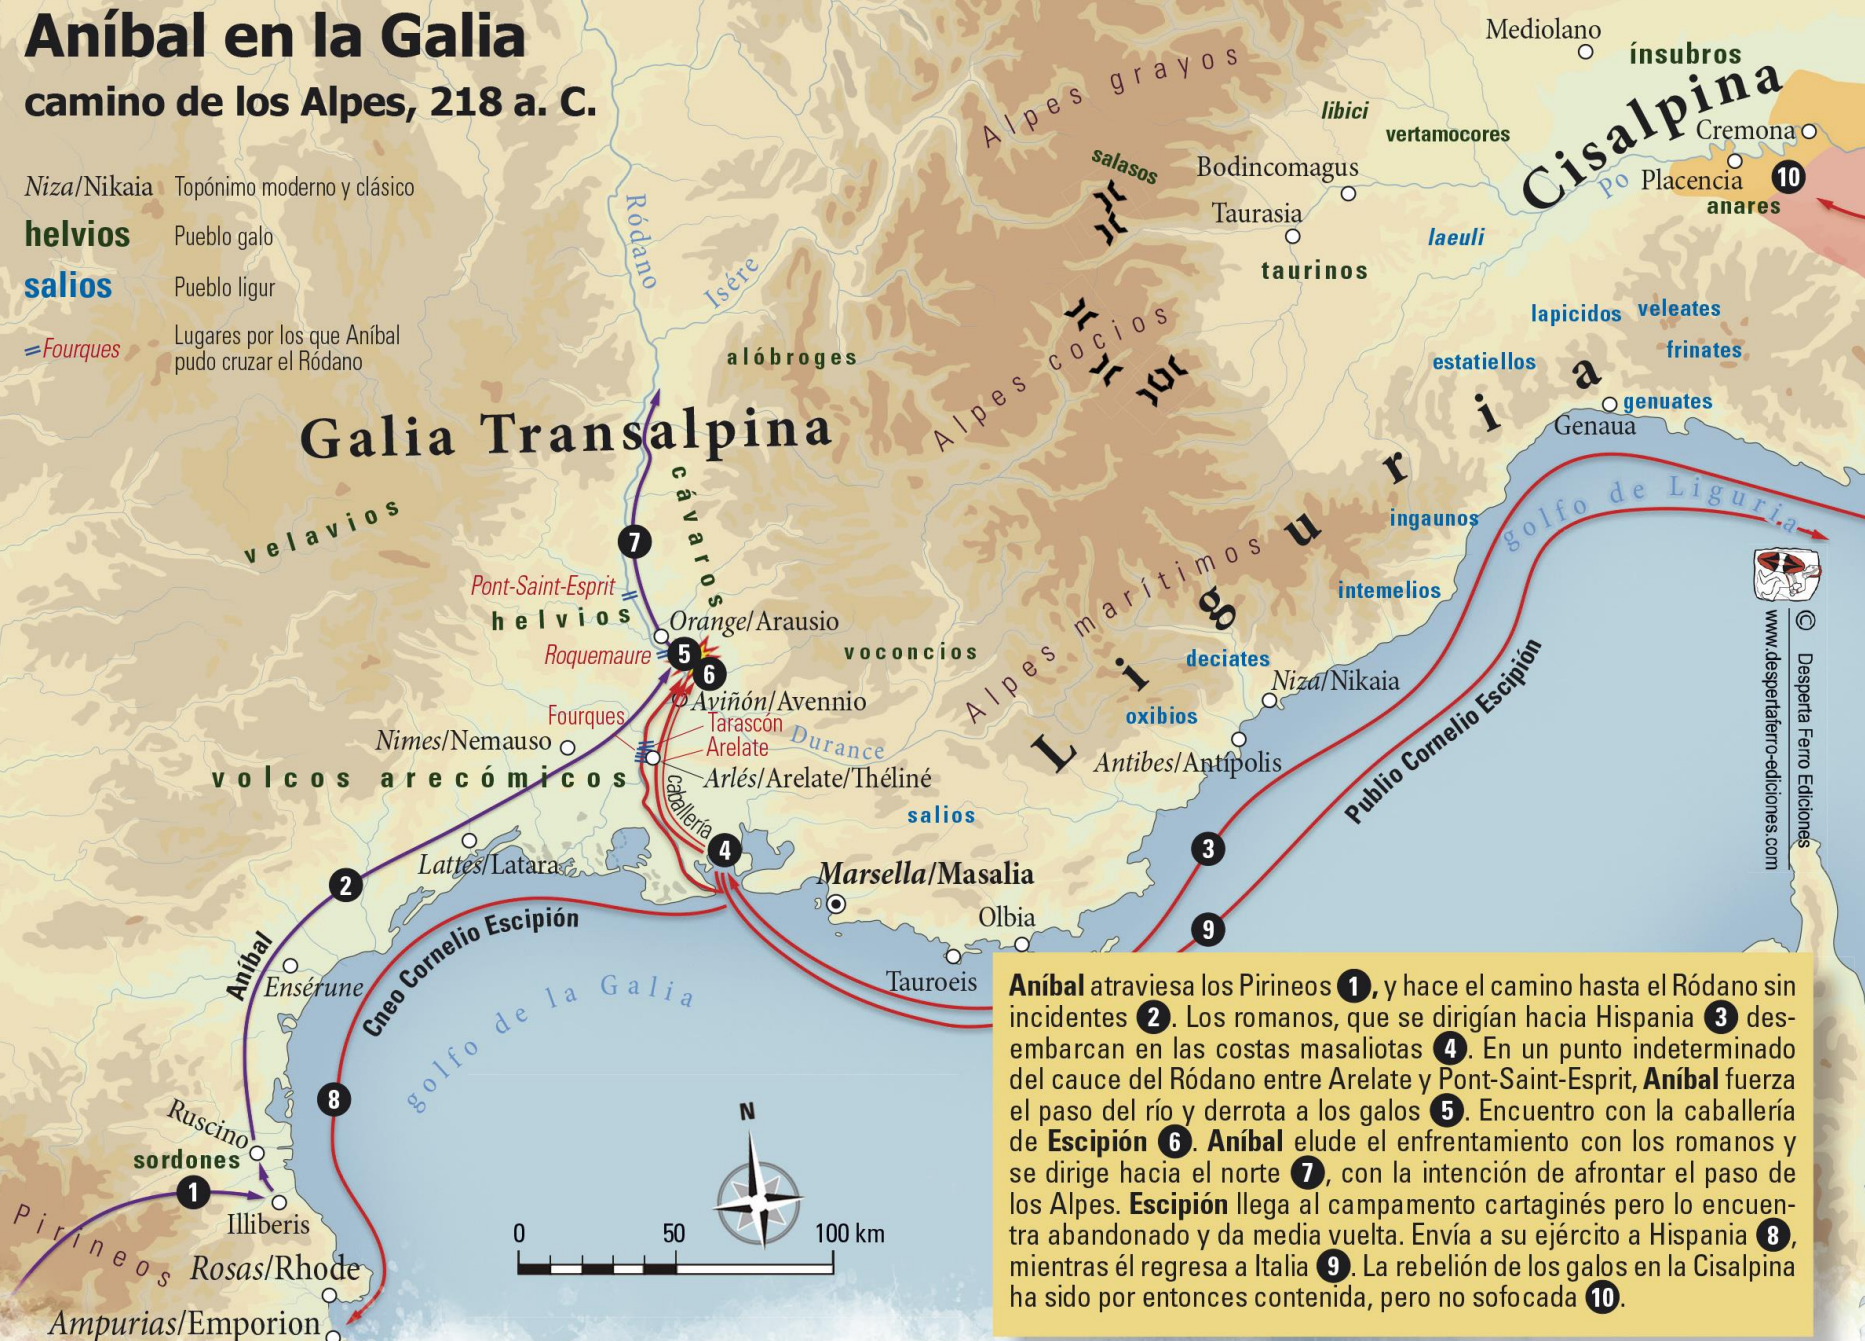 Aníbal en la Galia
camino de los Alpes, 218 a. C.
Niza/Nikaia Topónimo moderno y clásico
helvios Pueblo galo
salios Pueblo ligur
Fourques Lugares por los que Aníbal
pudo cruzar el Ródano
Mediolano
ínsubros
Cisalpina
Alpes grayos
libici
vertamocores
Cremona
salasos
Bodincomagus
Po
Placencia
10
anares
Taurasia
laeuli
taurinos
Ródano
Isére
lapicidos
veleates
frinates
estatiellos
genuates
Genaua
alóbroges
Alpes cocios
Galia Transalpina
Liguria
golfo de Liguria
cávaros
velavios
7
ingaunos
intemelios
Alpes marítimos
Pont-Saint-Esprit
helvios
Orange/Arausio
Roquemaure
5
6
voconcios
deciates
Niza/Nikaia
Aviñón/Avennio
Fourques
Tarascón
Arelate
Durance
oxibios
Nimes/Nemauso
Antibes/Antípolis
volcos arecómicos
Arlés/Arelate/Théliné
caballería
salios
Publio Cornelio Escipión
4
3
Lattes/Latara
2
Marsella/Masalia
Olbia
9
Tauroeis
Cneo Cornelio Escipión
Aníbal
Ensérune
golfo de la Galia
8
Ruscino
sordones
1
Illiberis
Pirineos
Rosas/Rhode
Ampurias/Emporion
N
0 50 100 km
© Desperta Ferro Ediciones
www.despertaferro-ediciones.com
Aníbal atraviesa los Pirineos 1, y hace el camino hasta el Ródano sin
incidentes 2. Los romanos, que se dirigían hacia Hispania 3 des-
embarcan en las costas masaliotas 4. En un punto indeterminado
del cauce del Ródano entre Arelate y Pont-Saint-Esprit, Aníbal fuerza
el paso del río y derrota a los galos 5. Encuentro con la caballería
de Escipión 6. Aníbal elude el enfrentamiento con los romanos y
se dirige hacia el norte 7, con la intención de afrontar el paso de
los Alpes. Escipión llega al campamento cartaginés pero lo encuen-
tra abandonado y da media vuelta. Envía a su ejército a Hispania 8,
mientras él regresa a Italia 9. La rebelión de los galos en la Cisalpina
ha sido por entonces contenida, pero no sofocada 10.